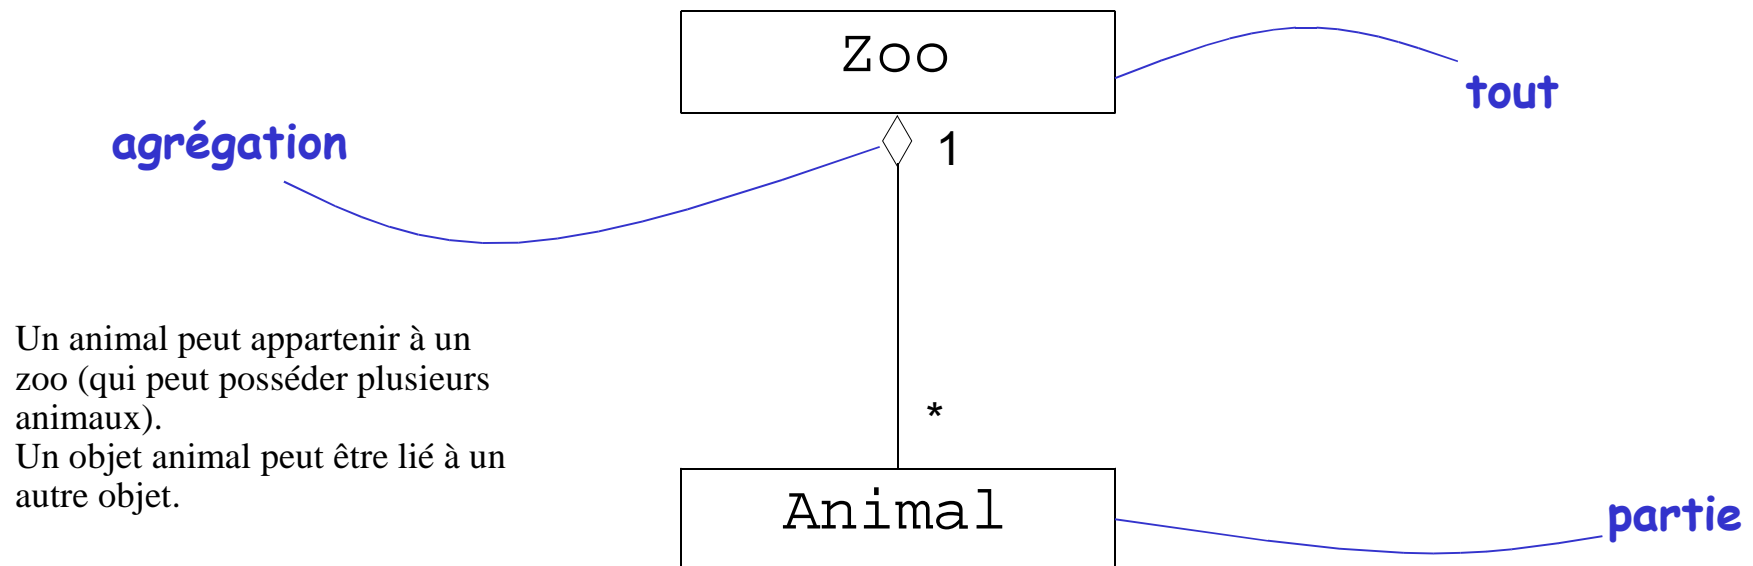 Zoo
tout
agrégation
1
Un animal peut appartenir à un
zoo (qui peut posséder plusieurs
animaux).
Un objet animal peut être lié à un
autre objet.
*
Animal
partie